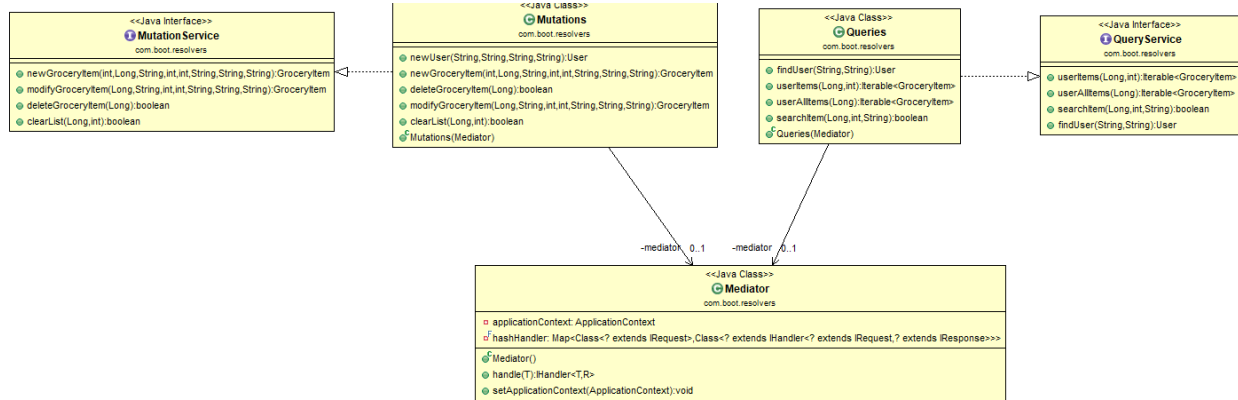 <<Java Interface>>
MutationService
com.boot.resolvers
newGroceryItem(int,Long,String,int,int,String,String,String):GroceryItem
modifyGroceryItem(Long,String,int,int,String,String,String):GroceryItem
deleteGroceryItem(Long):boolean
clearList(Long,int):boolean
<<Java Class>>
Mutations
com.boot.resolvers
newUser(String,String,String):User
newGroceryItem(int,Long,String,int,int,String,String,String):GroceryItem
deleteGroceryItem(Long):boolean
modifyGroceryItem(Long,String,int,int,String,String,String):GroceryItem
clearList(Long,int):boolean
Mutations(Mediator)
<<Java Class>>
Queries
com.boot.resolvers
findUser(String,String):User
userItems(Long,int):Iterable<GroceryItem>
userAllItems(Long):Iterable<GroceryItem>
searchItem(Long,int,String):boolean
Queries(Mediator)
<<Java Interface>>
QueryService
com.boot.resolvers
userItems(Long,int):Iterable<GroceryItem>
userAllItems(Long):Iterable<GroceryItem>
searchItem(Long,int,String):boolean
findUser(String,String):User
-mediator 0..1
-mediator 0..1
<<Java Class>>
Mediator
com.boot.resolvers
applicationContext: ApplicationContext
hashHandler: Map<Class<? extends IRequest>,Class<? extends IHandler<? extends IRequest,? extends IResponse>>>
Mediator()
handle(T):IHandler<T,R>
setApplicationContext(ApplicationContext):void